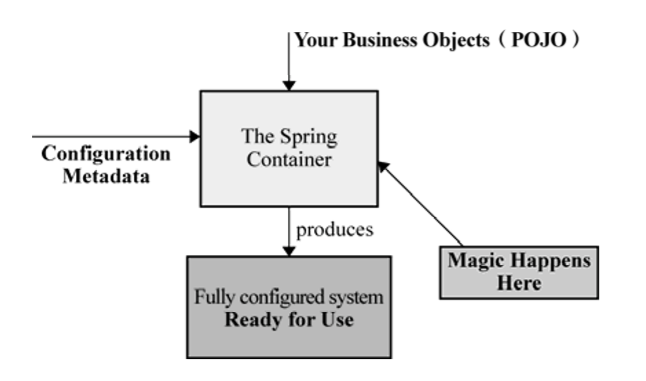 Your Business Objects ( POJO )
The Spring
Container
Configuration
Metadata
produces
Magic Happens
Here
Fully configured system
Ready for Use